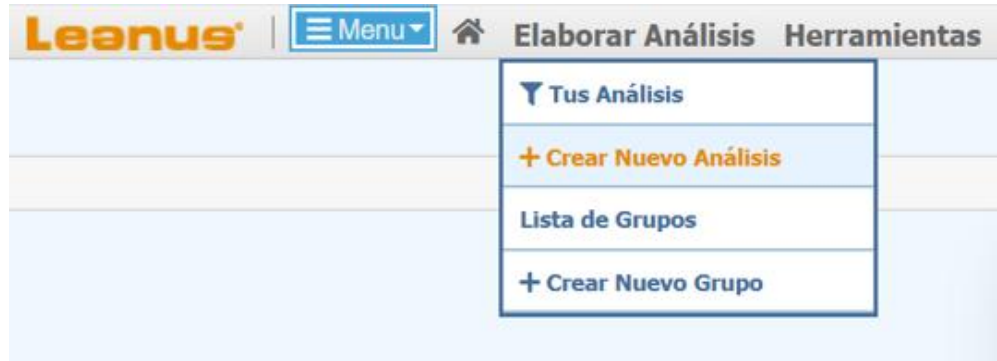 Leanus Menu Elaborar Análisis Herramientas
Tus Análisis
+ Crear Nuevo Análisis
Lista de Grupos
+ Crear Nuevo Grupo